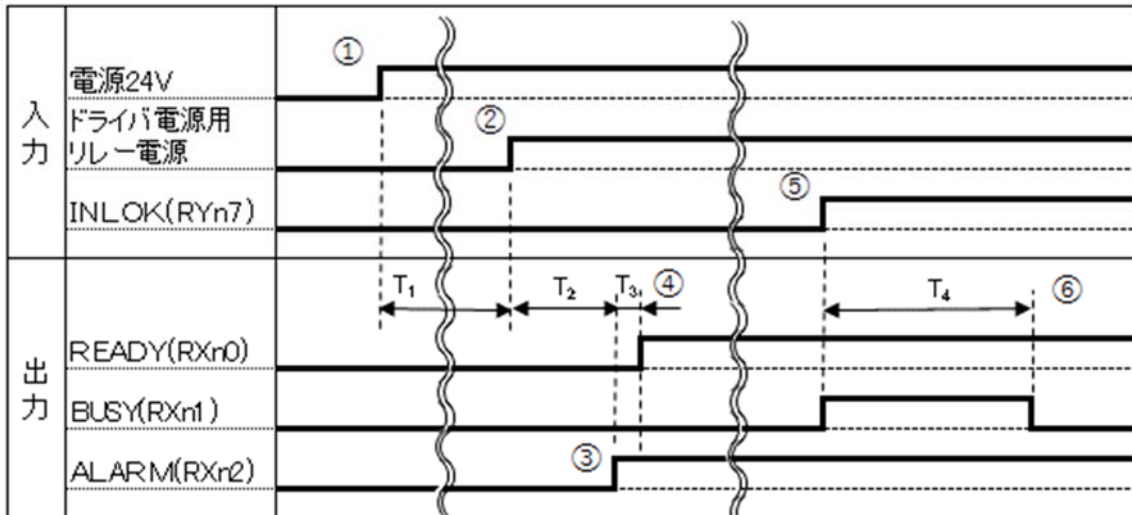 入力
①
電源24V
②
ドライバ電源用
リレー電源
⑤
INLOK(RYn7)
出力
T₁
T₂
T₃
④
T₄
⑥
READY(RXn0)
BUSY(RXn1)
③
ALARM(RXn2)